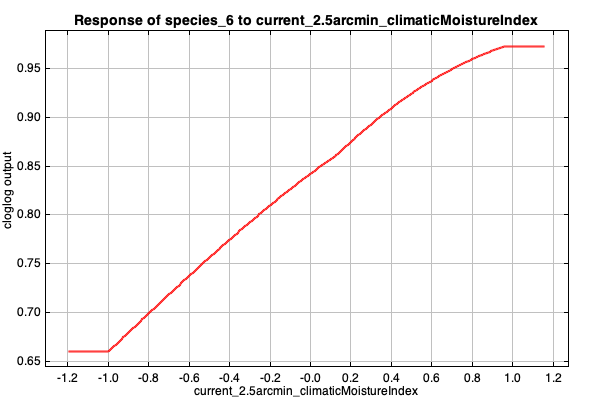 Response of species_6 to current_2.5arcmin_climaticMoistureIndex
cloglog output
0.95
0.90
0.85
0.80
0.75
0.70
0.65
-1.2 -1.0 -0.8 -0.6 -0.4 -0.2 -0.0 0.2 0.4 0.6 0.8 1.0 1.2
current_2.5arcmin_climaticMoistureIndex